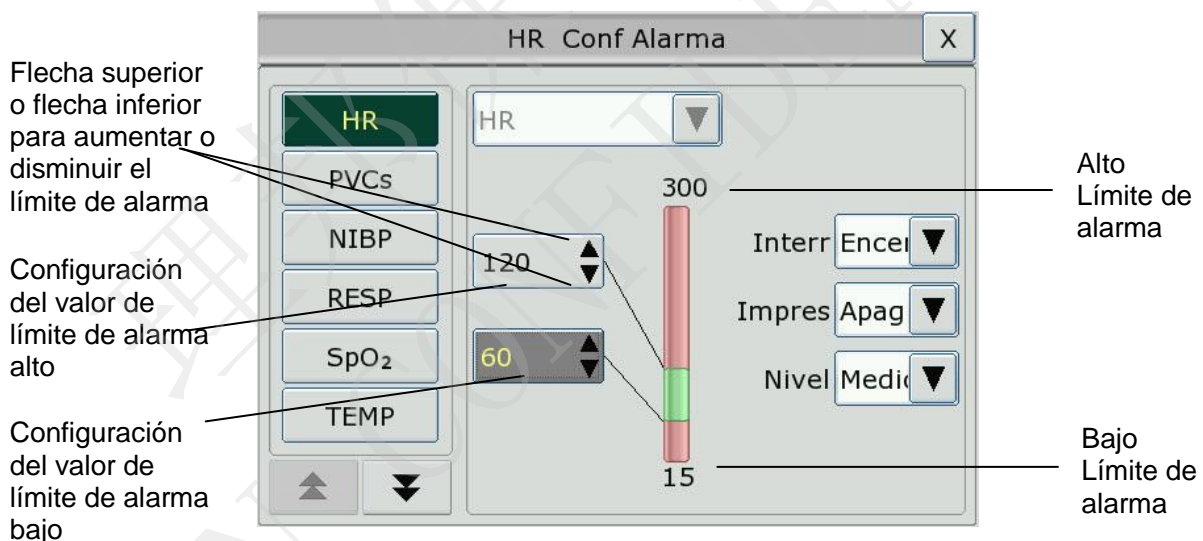 HR Conf Alarma
X
Flecha superior
o flecha inferior
para aumentar o
disminuir el
límite de alarma
Configuración
del valor de
límite de alarma
alto
Configuración
del valor de
límite de alarma
bajo
HR
PVCs
NIBP
RESP
SpO₂
TEMP
HR
120
60
300
15
Interr Encer
Impres Apag
Nivel Medio
Alto
Límite de
alarma
Bajo
Límite de
alarma